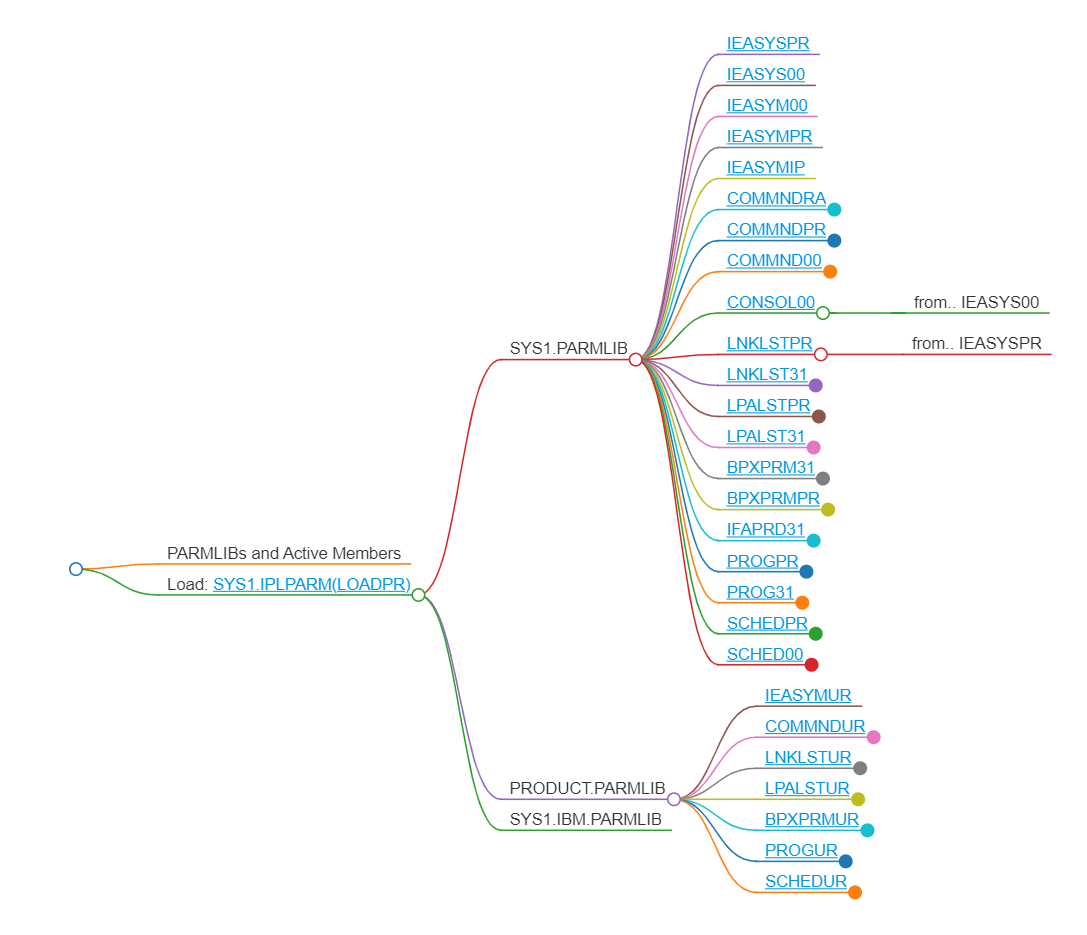 IEASYSPR
IEASYS00
IEASYM00
IEASYMPR
IEASYMIP
COMMNDRA
COMMNDPR
COMMND00
CONSOL00
from.. IEASYS00
SYS1.PARMLIB
LNKLSTPR
from.. IEASYSPR
LNKLST31
LPALSTPR
LPALST31
BPXPRM31
BPXPRMPR
IFAPRD31
PROGPR
PROG31
SCHEDPR
SCHED00
PARMLIBs and Active Members
Load: SYS1.IPLPARM(LOADPR)
IEASYMUR
COMMNDUR
LNKLSTUR
PRODUCT.PARMLIB
LPALSTUR
SYS1.IBM.PARMLIB
BPXPRMUR
PROGUR
SCHEDUR